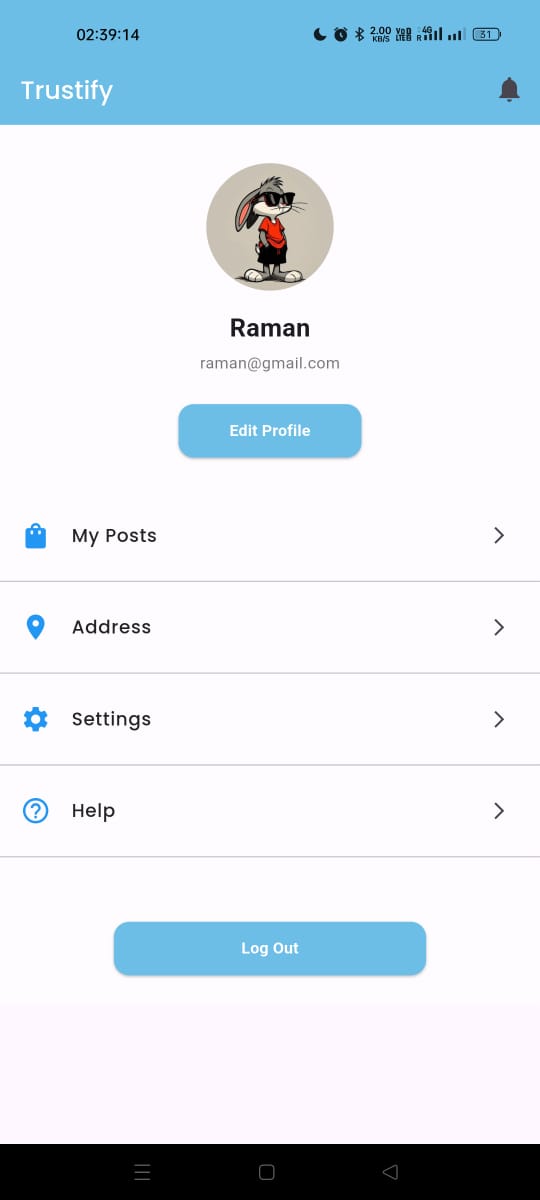 02:39:14 2.00 KB/S VoD LTE 4G R 31
Trustify
Raman
raman@gmail.com
Edit Profile
My Posts
Address
Settings
Help
Log Out